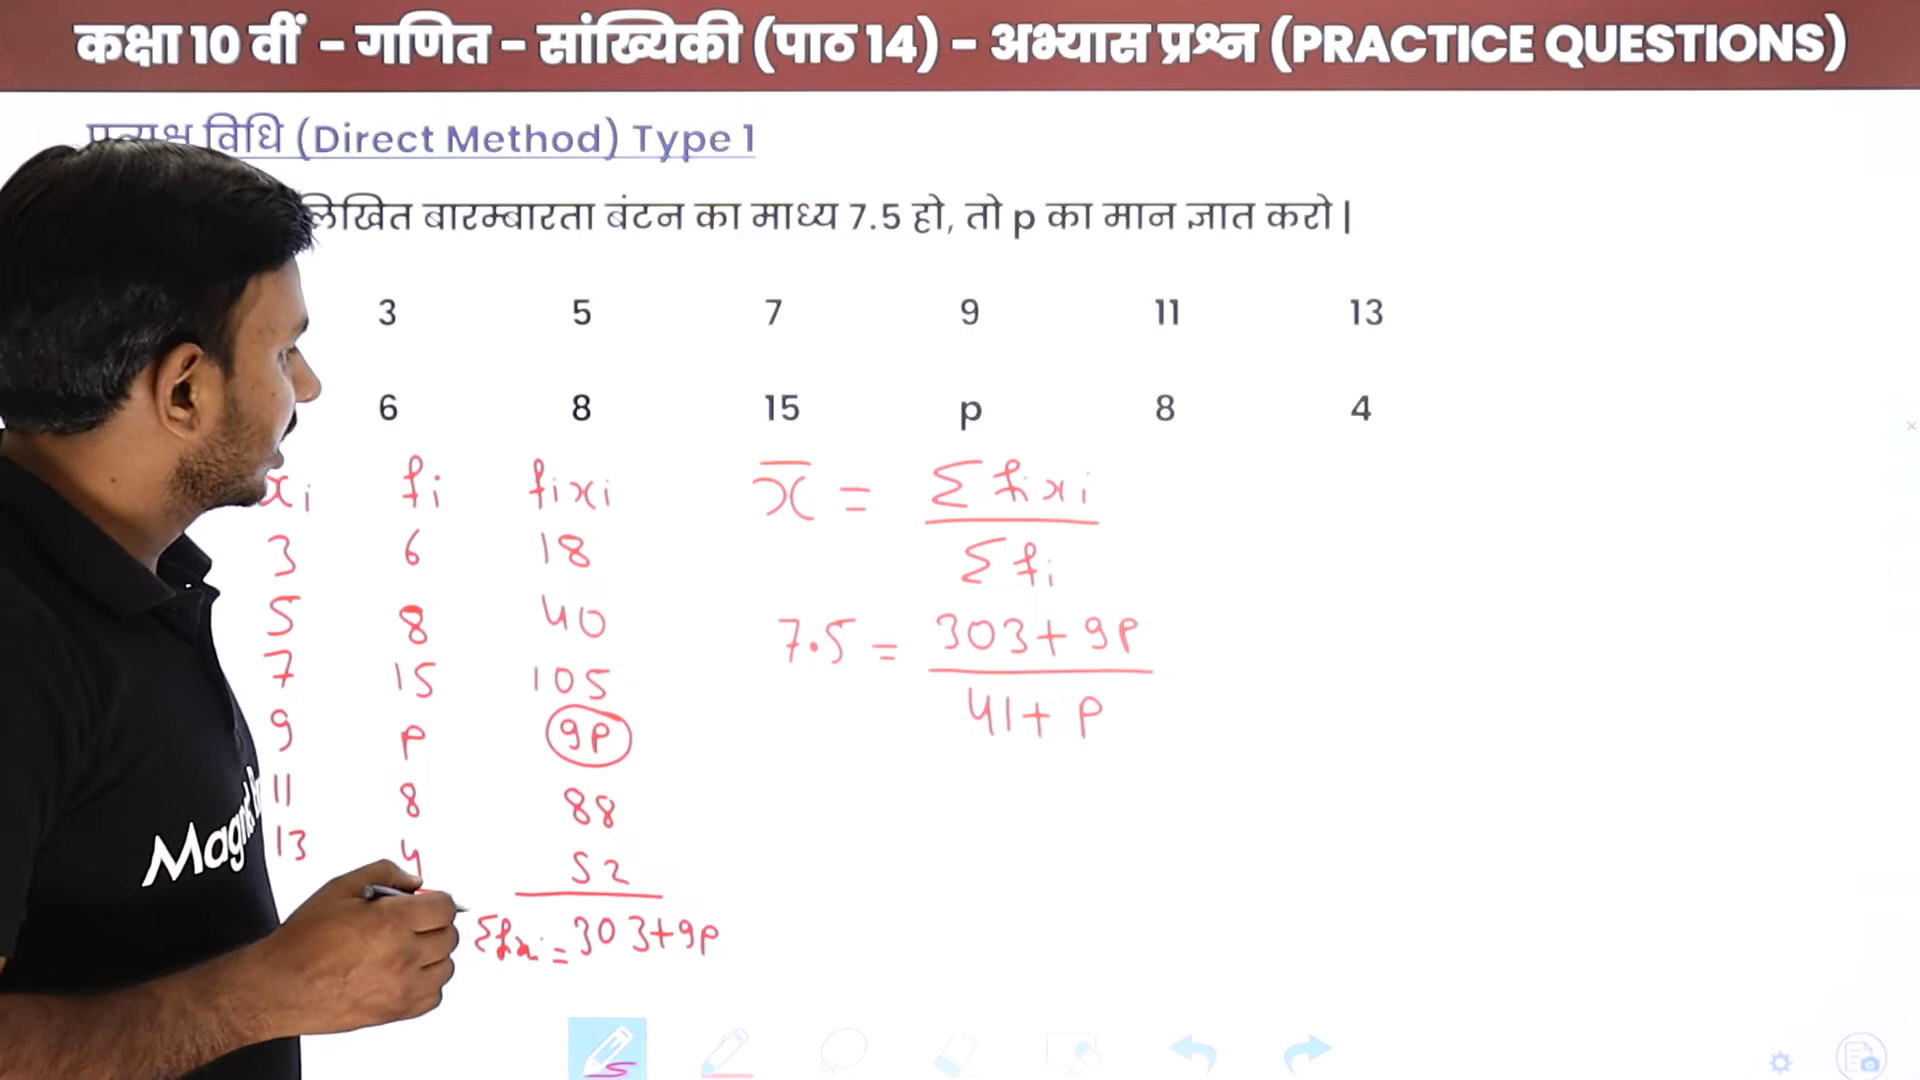 कक्षा 10 वीं - गणित - सांख्यिकी (पाठ 14) - अभ्यास प्रश्न (PRACTICE QUESTIONS)
प्रत्यक्ष विधि (Direct Method) Type 1
लिखित बारम्बारता बंटन का माध्य 7.5 हो, तो p का मान ज्ञात करो |
3 5 7 9 11 13
6 8 15 p 8 4
xi fi fixi
3 6 18
5 8 40
7 15 105
9 p 9p
11 8 88
13 4 52
Σfixi = 303+9p
x̄ = Σfixi / Σfi
7.5 = 303+9p / 41+p